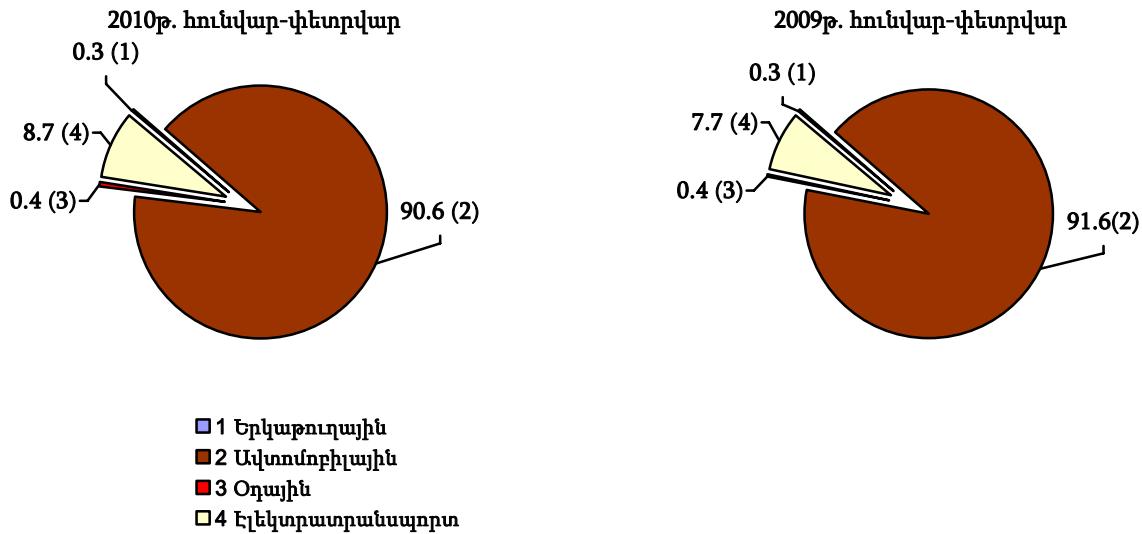 2010թ. հունվար-փետրվար
0.3 (1)
8.7 (4)
0.4 (3)
90.6 (2)
2009թ. հունվար-փետրվար
0.3 (1)
7.7 (4)
0.4 (3)
91.6(2)
1 Երկաթուղային
2 Ավտոմոբիլային
3 Օդային
4 Էլեկտրատրանսպորտ